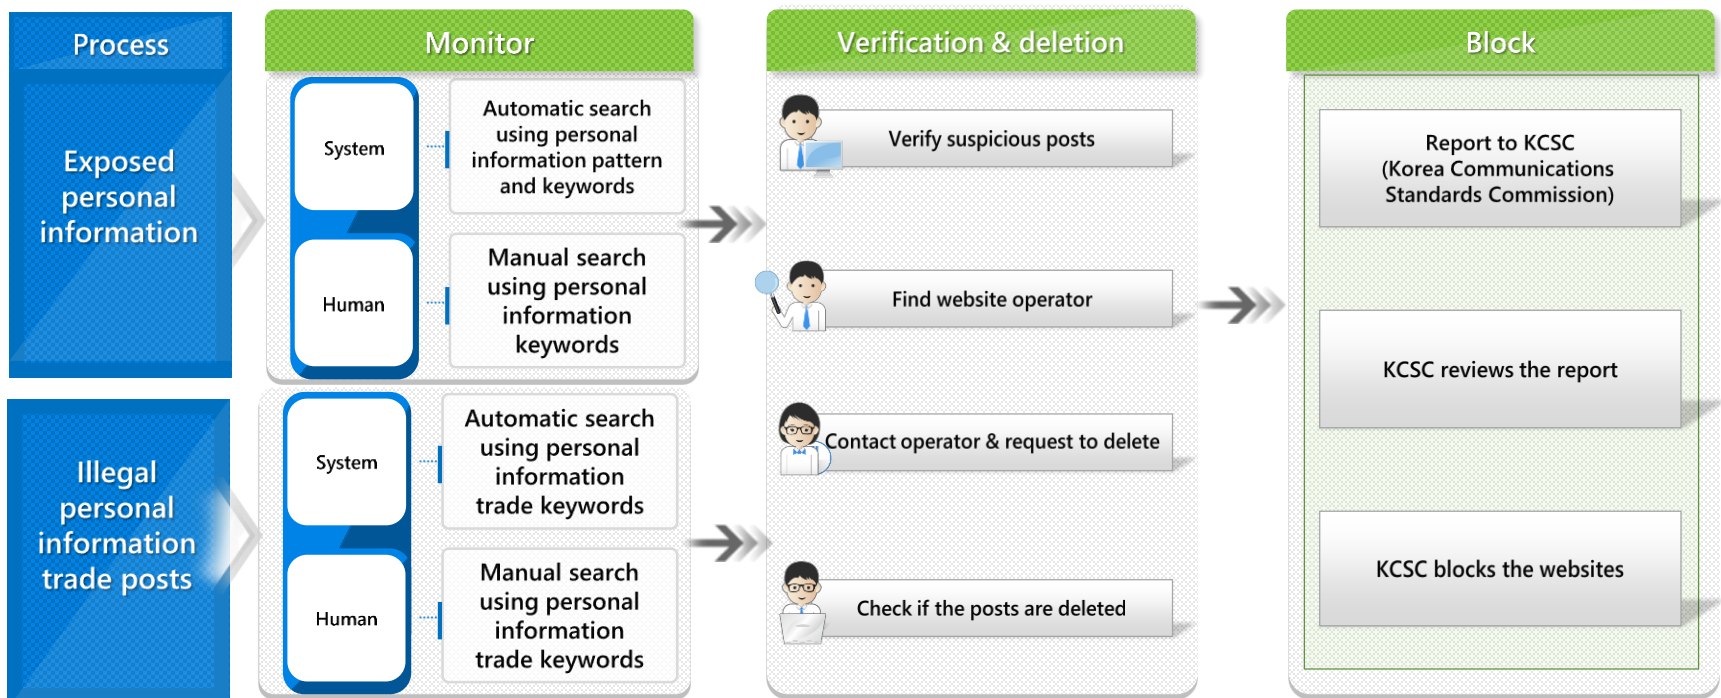 Process
Monitor
Verification & deletion
Block
Exposed
personal
information
System
Automatic search
using personal
information pattern
and keywords
Human
Manual search
using personal
information
keywords
Illegal
personal
information
trade posts
System
Automatic search
using personal
information
trade keywords
Human
Manual search
using personal
information
trade keywords
Verify suspicious posts
Find website operator
Contact operator & request to delete
Check if the posts are deleted
Report to KCSC
(Korea Communications
Standards Commission)
KCSC reviews the report
KCSC blocks the websites